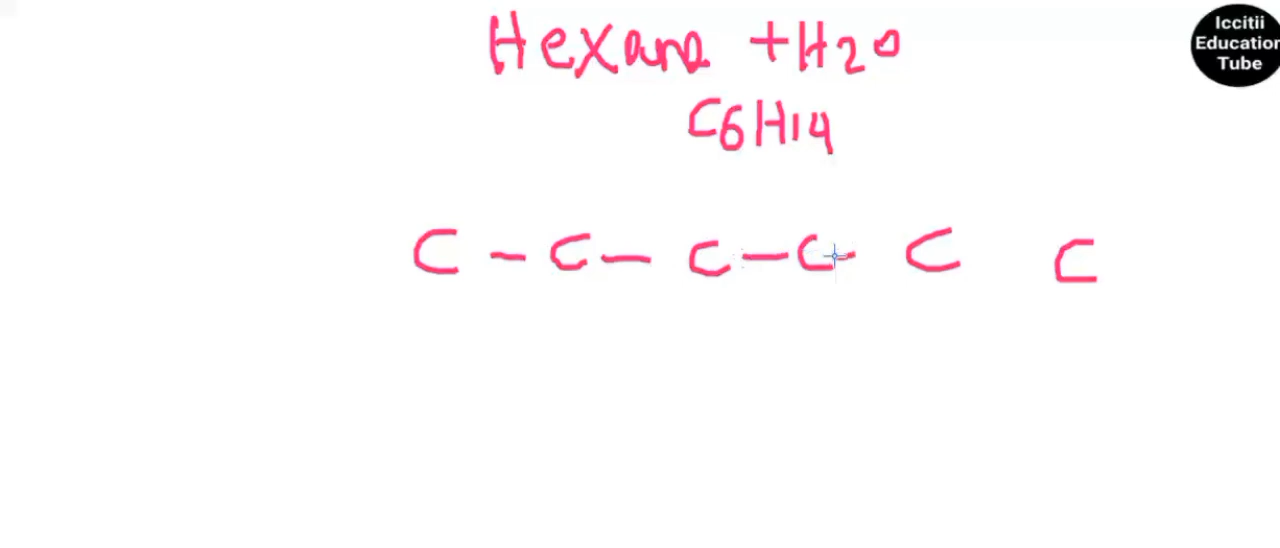 Hexane + H2O
C6H14
C - C - C - C - C C
Iccitii
Education
Tube